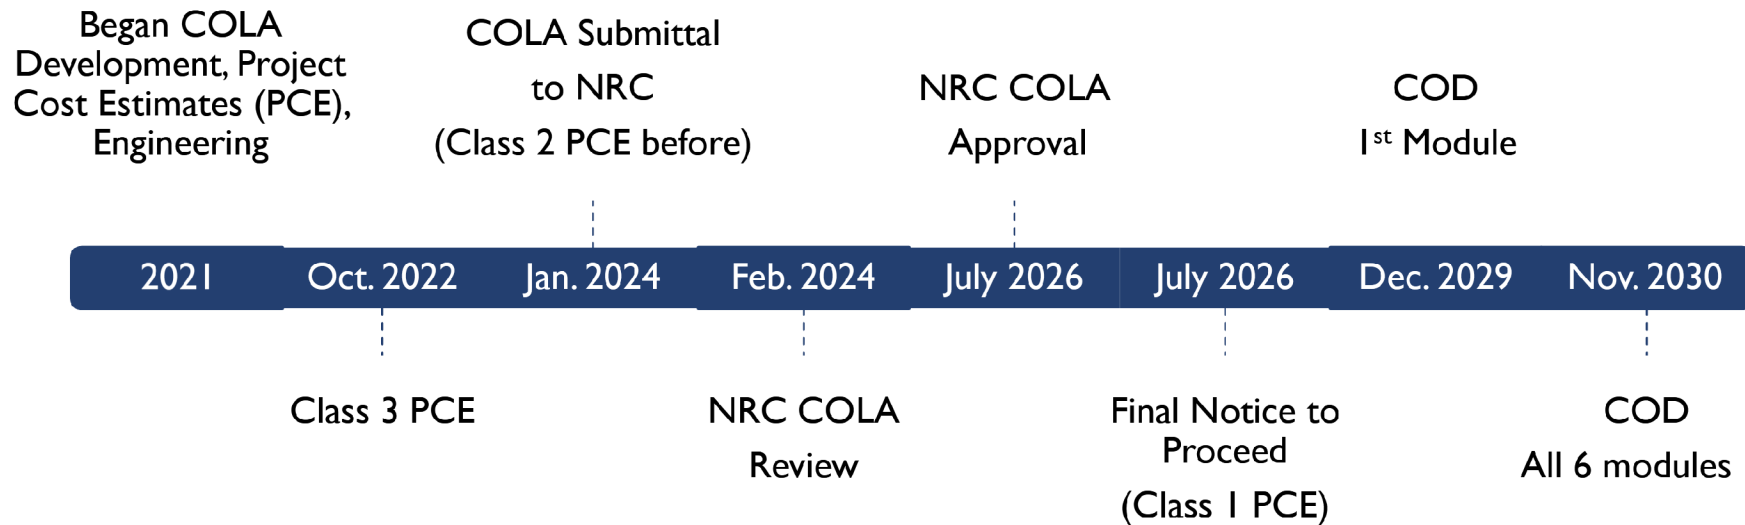 Began COLA
Development, Project
Cost Estimates (PCE),
Engineering
COLA Submittal
to NRC
(Class 2 PCE before)
NRC COLA
Approval
COD
1st Module
2021
Oct. 2022
Jan. 2024
Feb. 2024
July 2026
July 2026
Dec. 2029
Nov. 2030
Class 3 PCE
NRC COLA
Review
Final Notice to
Proceed
(Class 1 PCE)
COD
All 6 modules